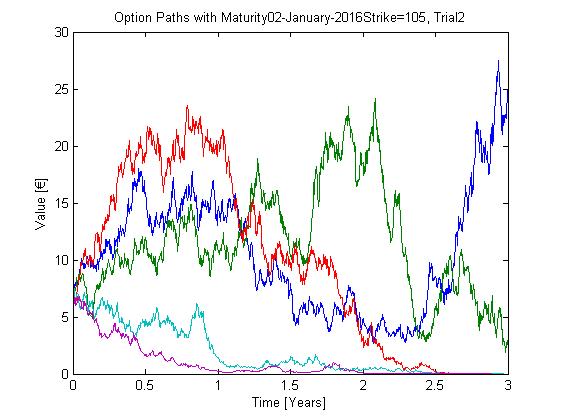 Option Paths with Maturity02-January-2016Strike=105, Trial2
30
25
20
15
10
5
0
Value [€]
0 0.5 1 1.5 2 2.5 3
Time [Years]